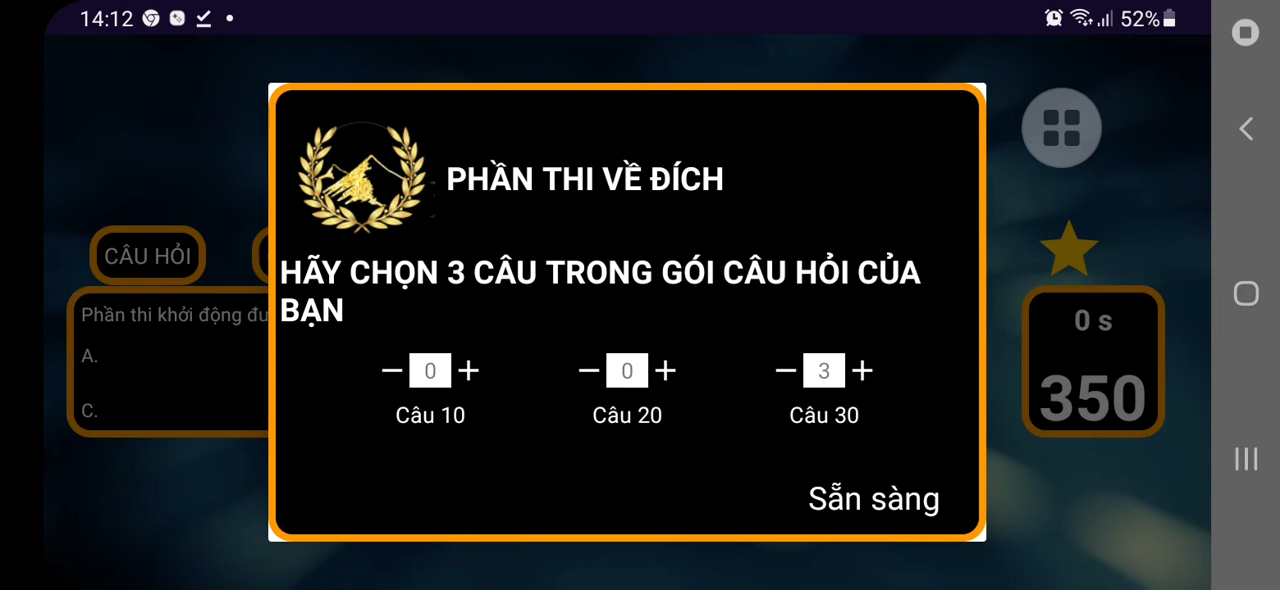 14:12
52%
PHẦN THI VỀ ĐÍCH
HÃY CHỌN 3 CÂU TRONG GÓI CÂU HỎI CỦA
BẠN
− 0 + − 0 + − 3 +
Câu 10 Câu 20 Câu 30
Sẵn sàng
CÂU HỎI
Phần thi khởi động
A.
C.
0 s
350